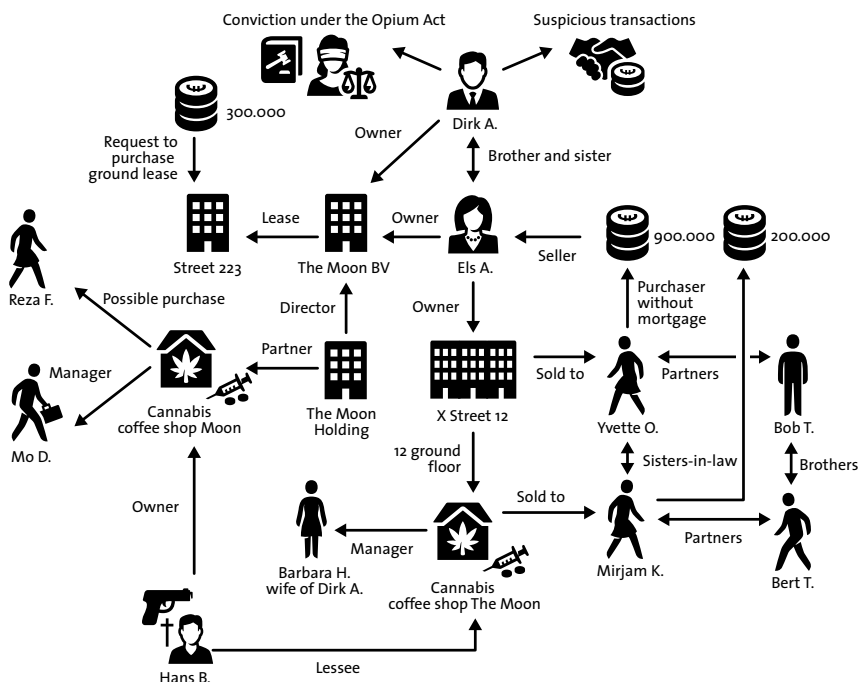 Conviction under the Opium Act
Suspicious transactions
300.000
Dirk A.
Owner
Request to
purchase
ground lease
Brother and sister
Lease
Owner
900.000
200.000
Seller
Street 223
The Moon BV
Els A.
Reza F.
Possible purchase
Director
Owner
Purchaser
without
mortgage
Manager
Partner
Sold to
Partners
Cannabis
coffee shop Moon
The Moon
Holding
X Street 12
Yvette O.
Bob T.
Mo D.
12 ground
floor
Sisters-in-law
Brothers
Owner
Sold to
Manager
Partners
Barbara H.
wife of Dirk A.
Cannabis
coffee shop The Moon
Mirjam K.
Bert T.
Lessee
Hans B.